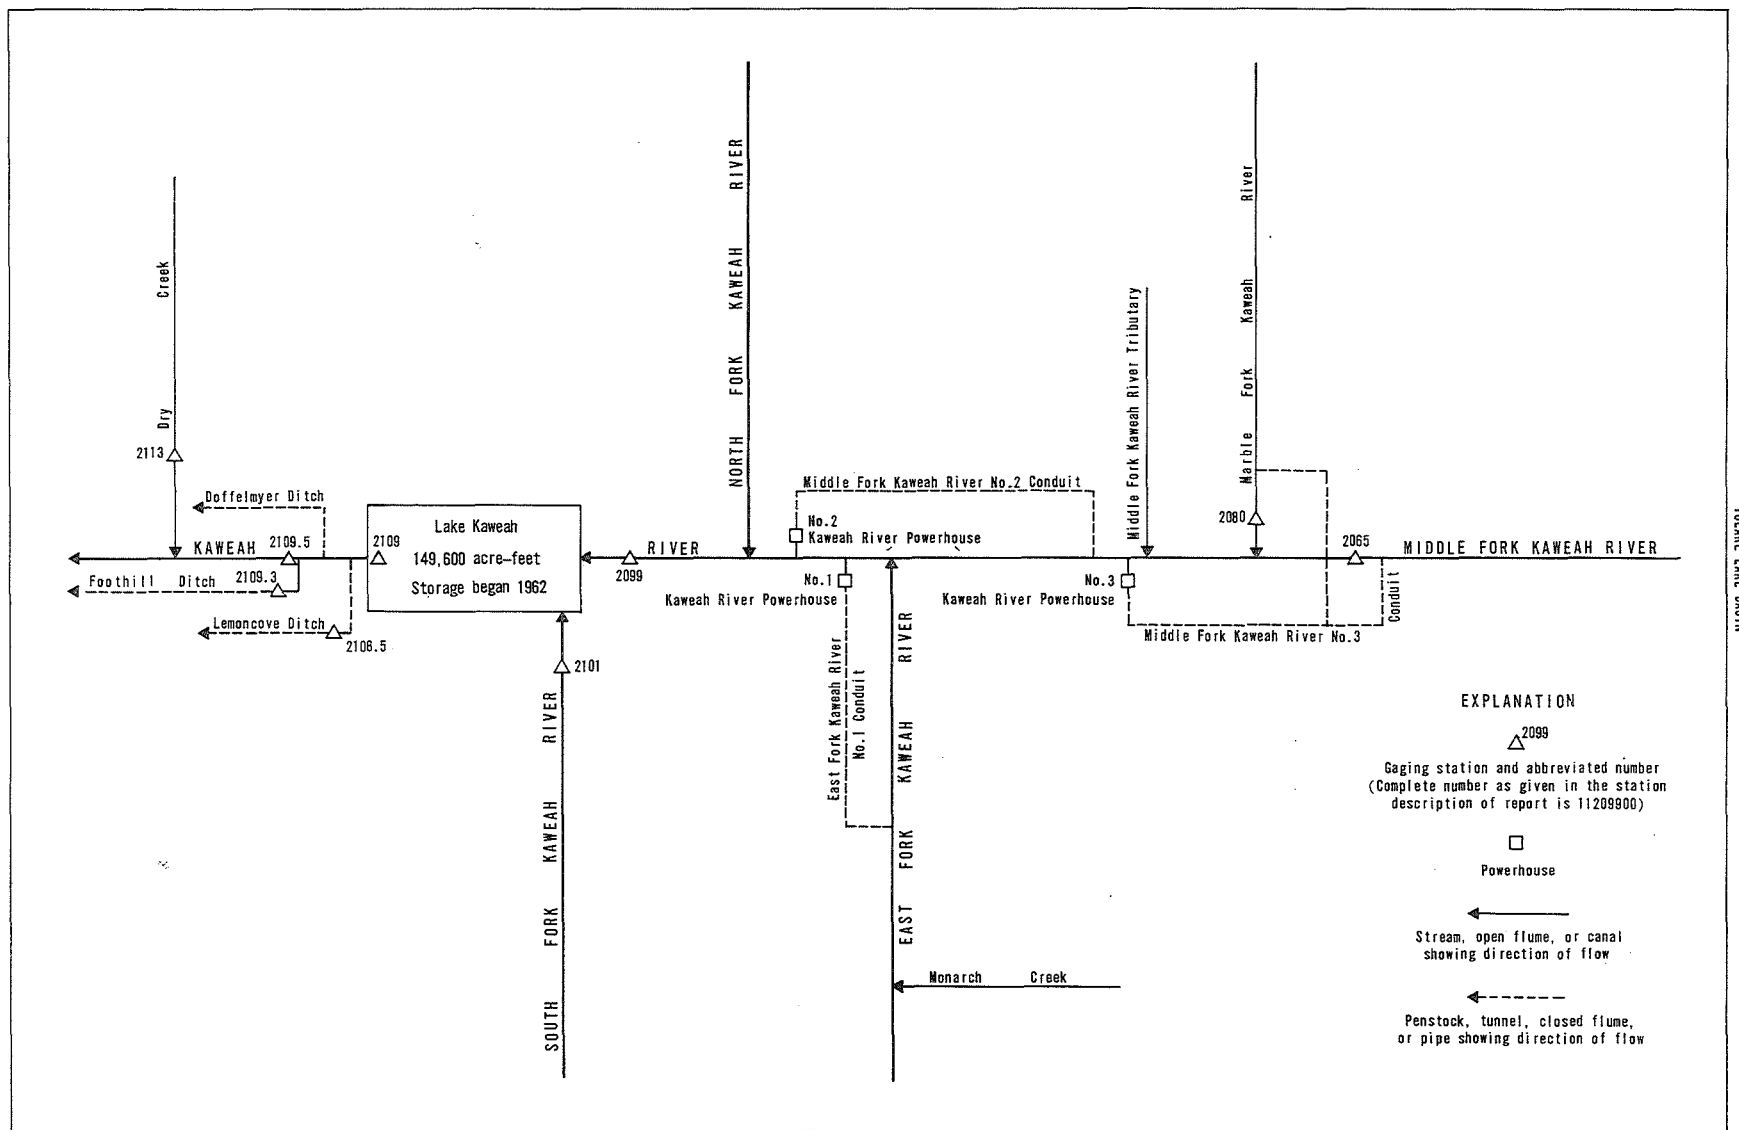 NORTH FORK KAWEAH RIVER
Marble Fork Kaweah River
Middle Fork Kaweah River Tributary
Dry Creek
2113
Doffelmyer Ditch
KAWEAH
2109.5
2109
Foothill Ditch
2109.3
Lemoncove Ditch
2106.5
Lake Kaweah
149,600 acre-feet
Storage began 1962
2099
RIVER
Middle Fork Kaweah River No.2 Conduit
No.2
Kaweah River Powerhouse
No.1
Kaweah River Powerhouse
No.3
Kaweah River Powerhouse
2080
2065
MIDDLE FORK KAWEAH RIVER
Conduit
Middle Fork Kaweah River No.3
2101
SOUTH FORK KAWEAH RIVER
East Fork Kaweah River
No.1 Conduit
EAST FORK KAWEAH RIVER
Monarch Creek
EXPLANATION
2099
Gaging station and abbreviated number
(Complete number as given in the station
description of report is 11209900)
Powerhouse
Stream, open flume, or canal
showing direction of flow
Penstock, tunnel, closed flume,
or pipe showing direction of flow